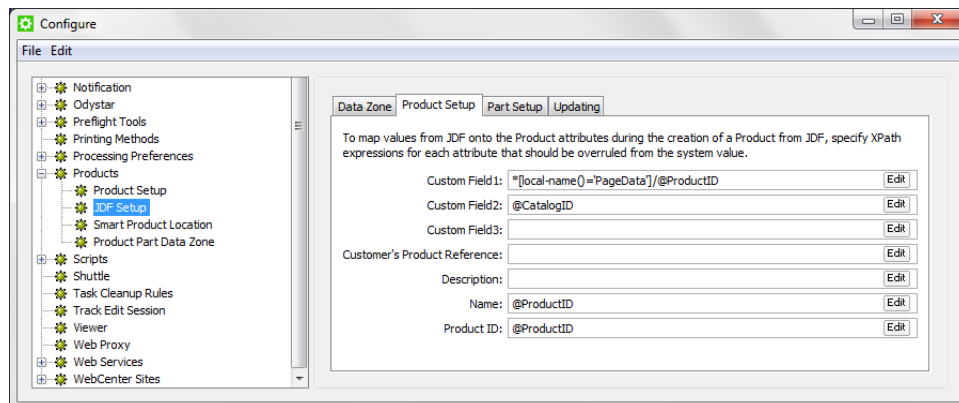 Configure
File Edit
Notification
Odystar
Preflight Tools
Printing Methods
Processing Preferences
Products
Product Setup
JDF Setup
Smart Product Location
Product Part Data Zone
Scripts
Shuttle
Task Cleanup Rules
Track Edit Session
Viewer
Web Proxy
Web Services
WebCenter Sites
Data Zone Product Setup Part Setup Updating
To map values from JDF onto the Product attributes during the creation of a Product from JDF, specify XPath
expressions for each attribute that should be overruled from the system value.
Custom Field1: *[local-name()='PageData']/@ProductID Edit
Custom Field2: @CatalogID Edit
Custom Field3: Edit
Customer's Product Reference: Edit
Description: Edit
Name: @ProductID Edit
Product ID: @ProductID Edit